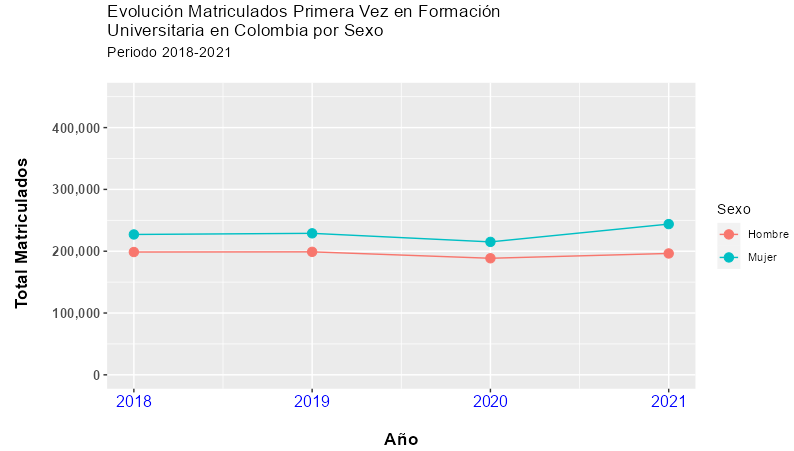 Evolución Matriculados Primera Vez en Formación
Universitaria en Colombia por Sexo
Periodo 2018-2021
Total Matriculados
400,000
300,000
200,000
100,000
0
2018 2019 2020 2021
Año
Sexo
Hombre
Mujer